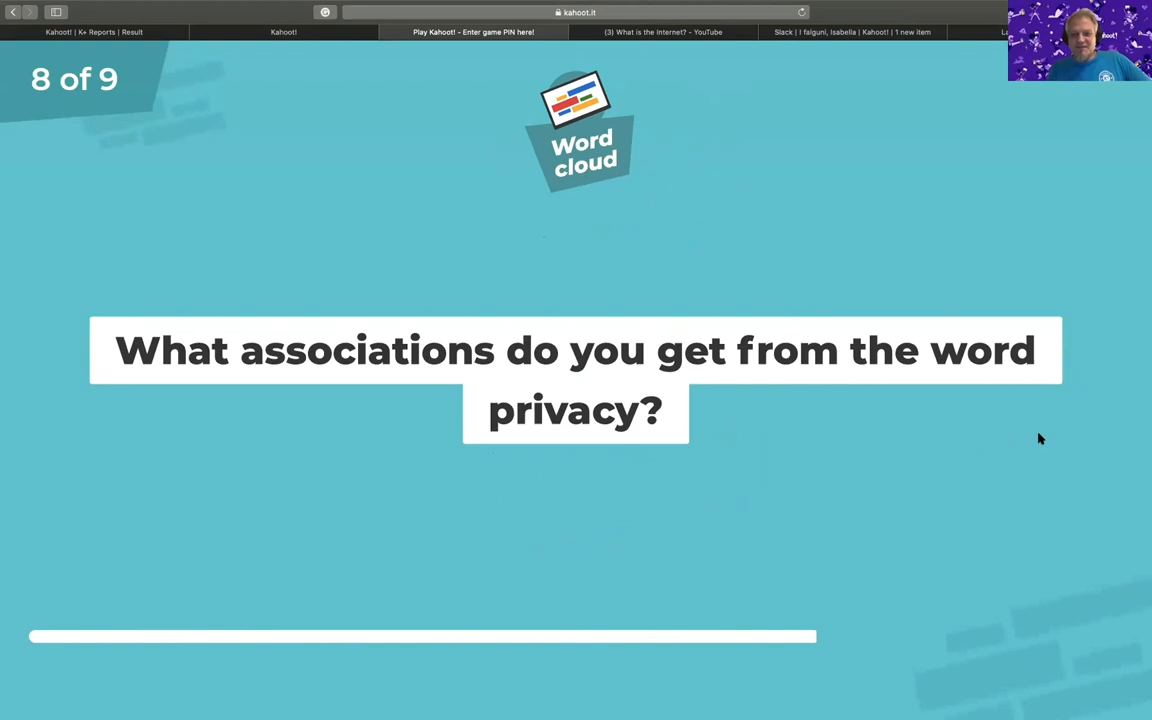 kahoot.it
Kahoot! | K+ Reports | Result
Kahoot!
Play Kahoot! - Enter game PIN here!
(3) What is the Internet? - YouTube
Slack | I falguni, Isabella | Kahoot! | 1 new item
8 of 9
Word
cloud
What associations do you get from the word
privacy?